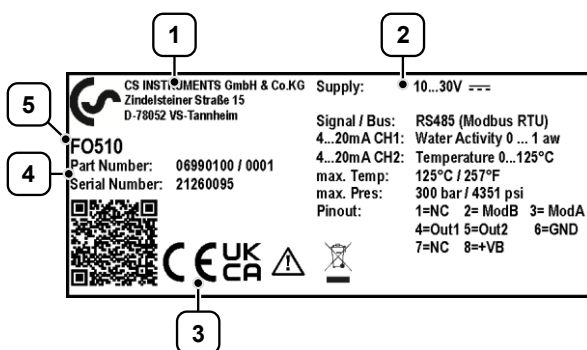 1
2
CS INSTRUMENTS GmbH & Co.KG
Zindelsteiner Straße 15
D-78052 VS-Tannheim
Supply: 10...30V
5
FO510
4
Part Number: 06990100 / 0001
Serial Number: 21260095
Signal / Bus: RS485 (Modbus RTU)
4...20mA CH1: Water Activity 0 ... 1 aw
4...20mA CH2: Temperature 0...125°C
max. Temp: 125°C / 257°F
max. Pres: 300 bar / 4351 psi
Pinout: 1=NC 2= ModB 3= ModA
4=Out1 5=Out2 6=GND
7=NC 8=+VB
CE UK
CA
3